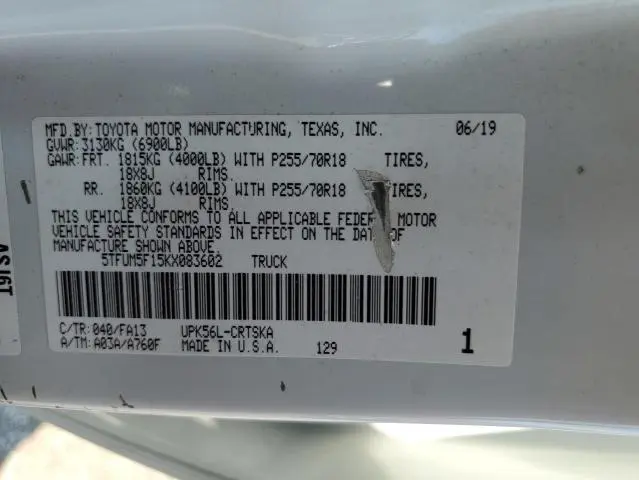 MFD.BY:TOYOTA MOTOR MANUFACTURING, TEXAS, INC. 06/19
GVWR:3130KG (6900LB)
GAWR:FRT. 1815KG (4000LB) WITH P255/70R18 TIRES,
18X8J RIMS.
RR. 1860KG (4100LB) WITH P255/70R18 TIRES,
18X8J RIMS.
THIS VEHICLE CONFORMS TO ALL APPLICABLE FEDER MOTOR
VEHICLE SAFETY STANDARDS IN EFFECT ON THE DATE OF
MANUFACTURE SHOWN ABOVE.
5TFUM5F15KX083602 TRUCK
C/TR:040/FA13 UPK56L-CRTSKA
A/TM:A03A/A760F MADE IN U.S.A. 129 1